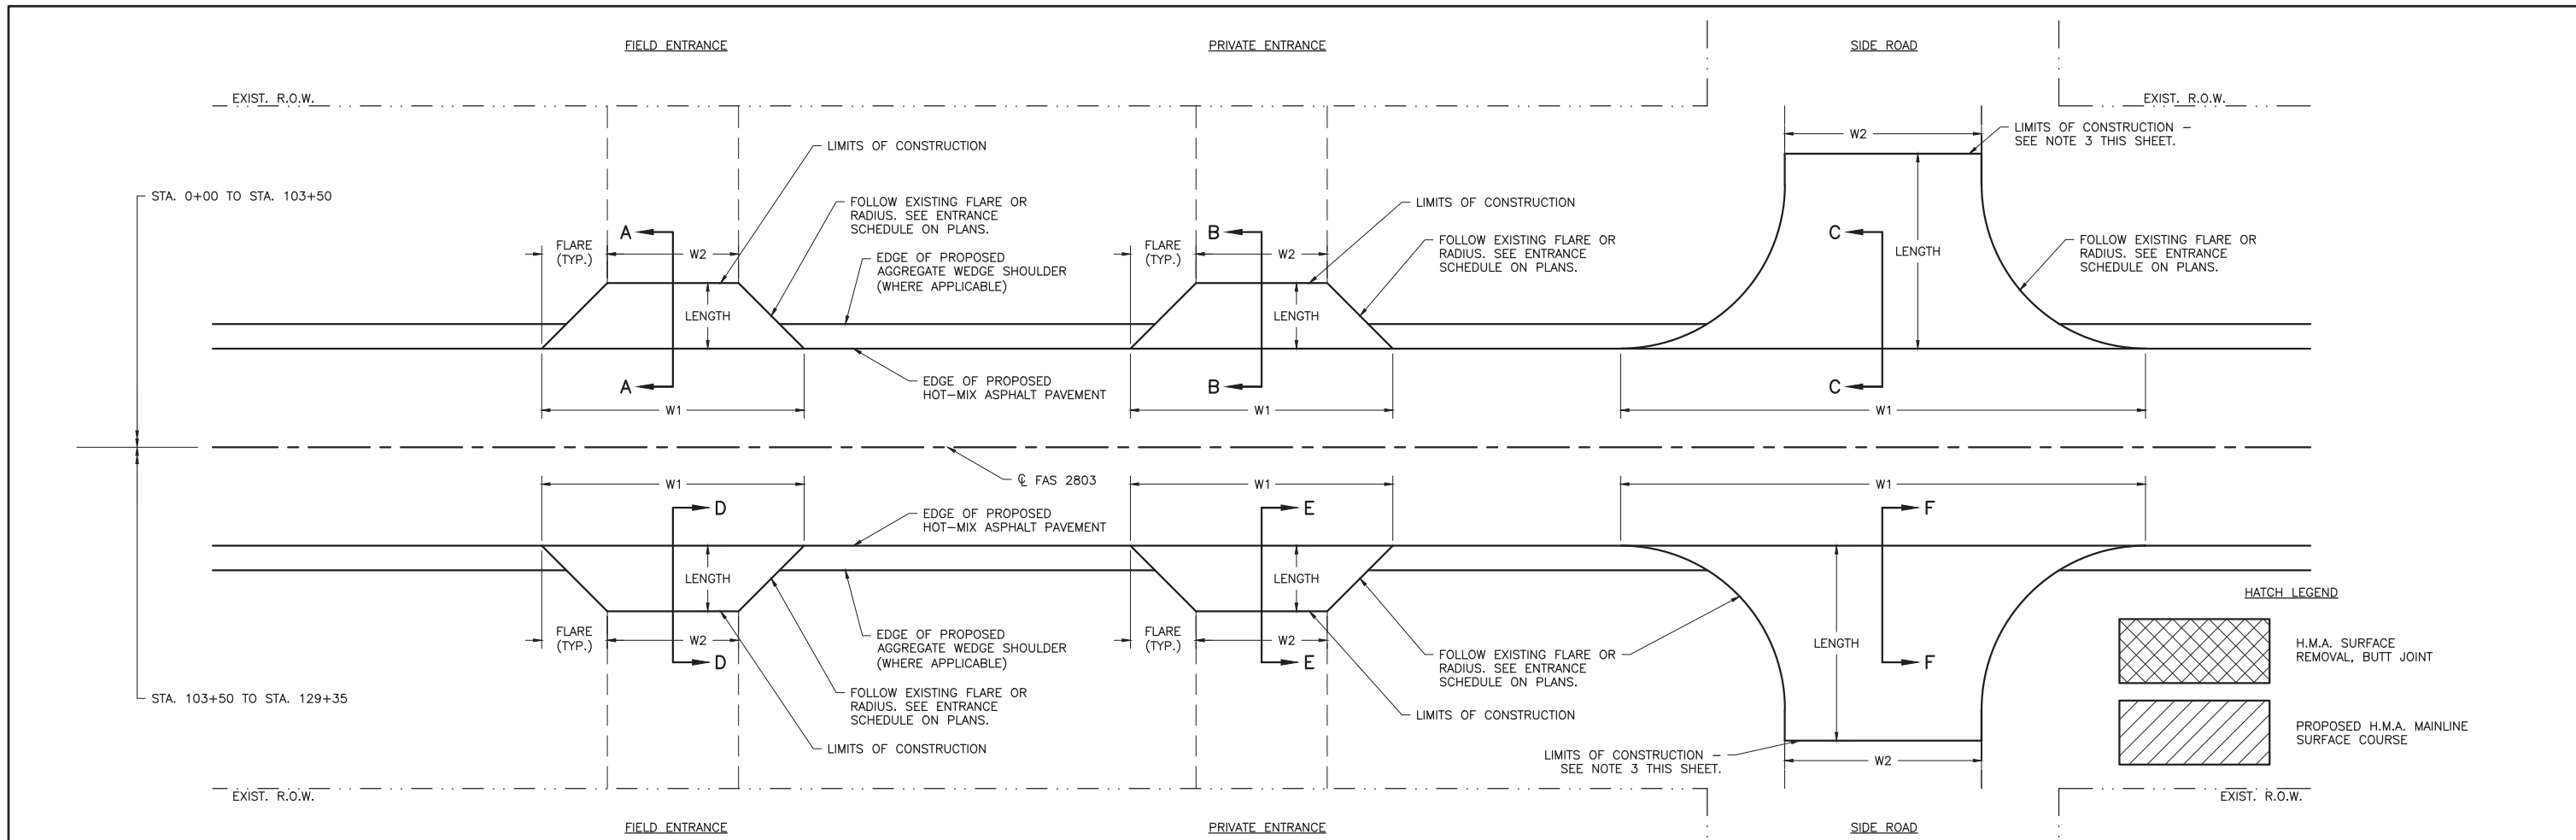 FIELD ENTRANCE
PRIVATE ENTRANCE
SIDE ROAD
EXIST. R.O.W.
EXIST. R.O.W.
W2
LIMITS OF CONSTRUCTION –
SEE NOTE 3 THIS SHEET.
LIMITS OF CONSTRUCTION
STA. 0+00 TO STA. 103+50
FOLLOW EXISTING FLARE OR
RADIUS. SEE ENTRANCE
SCHEDULE ON PLANS.
LIMITS OF CONSTRUCTION
A
B
C
FLARE
(TYP.)
W2
EDGE OF PROPOSED
AGGREGATE WEDGE SHOULDER
(WHERE APPLICABLE)
FLARE
(TYP.)
W2
FOLLOW EXISTING FLARE OR
RADIUS. SEE ENTRANCE
SCHEDULE ON PLANS.
LENGTH
FOLLOW EXISTING FLARE OR
RADIUS. SEE ENTRANCE
SCHEDULE ON PLANS.
LENGTH
LENGTH
A
EDGE OF PROPOSED
HOT-MIX ASPHALT PAVEMENT
B
C
W1
W1
W1
℄ FAS 2803
W1
W1
W1
D
EDGE OF PROPOSED
HOT-MIX ASPHALT PAVEMENT
E
F
LENGTH
LENGTH
LENGTH
HATCH LEGEND
FLARE
(TYP.)
W2
EDGE OF PROPOSED
AGGREGATE WEDGE SHOULDER
(WHERE APPLICABLE)
FLARE
(TYP.)
W2
FOLLOW EXISTING FLARE OR
RADIUS. SEE ENTRANCE
SCHEDULE ON PLANS.
H.M.A. SURFACE
REMOVAL, BUTT JOINT
D
E
F
STA. 103+50 TO STA. 129+35
FOLLOW EXISTING FLARE OR
RADIUS. SEE ENTRANCE
SCHEDULE ON PLANS.
LIMITS OF CONSTRUCTION
PROPOSED H.M.A. MAINLINE
SURFACE COURSE
LIMITS OF CONSTRUCTION
LIMITS OF CONSTRUCTION –
SEE NOTE 3 THIS SHEET.
W2
EXIST. R.O.W.
EXIST. R.O.W.
FIELD ENTRANCE
PRIVATE ENTRANCE
SIDE ROAD